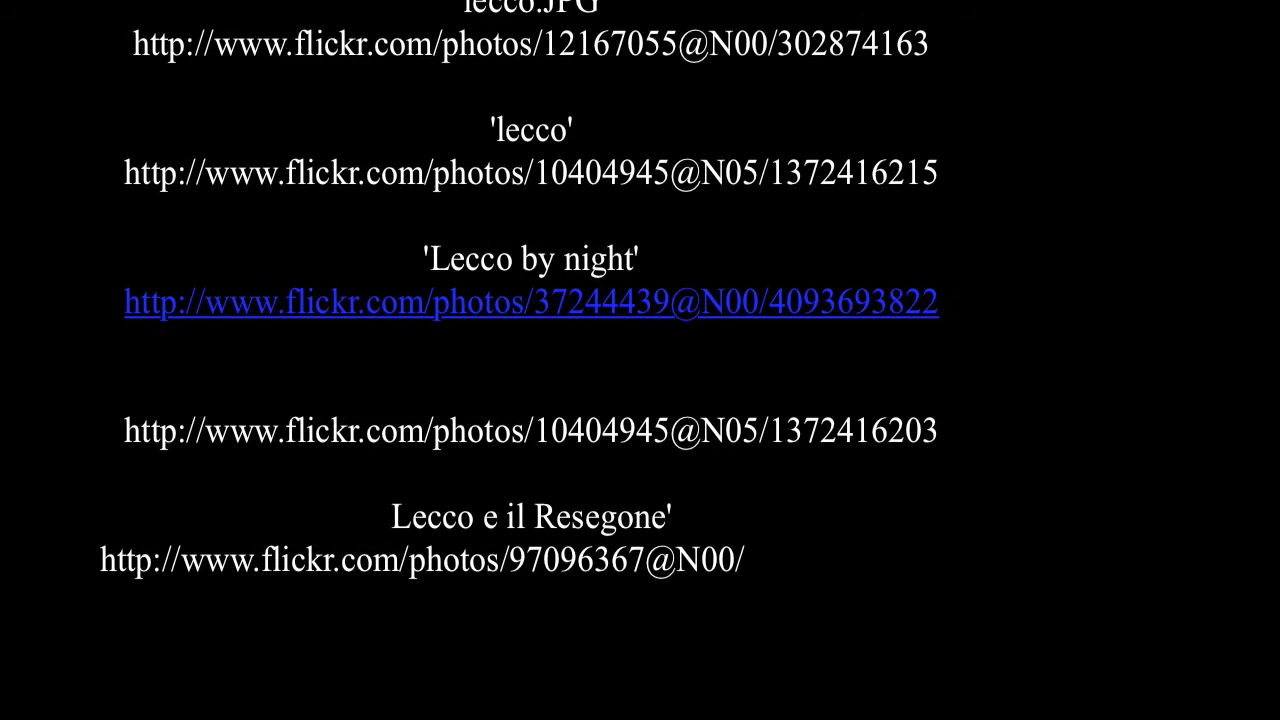 lecco.JPG
http://www.flickr.com/photos/12167055@N00/302874163
'lecco'
http://www.flickr.com/photos/10404945@N05/1372416215
'Lecco by night'
http://www.flickr.com/photos/37244439@N00/4093693822
http://www.flickr.com/photos/10404945@N05/1372416203
Lecco e il Resegone'
http://www.flickr.com/photos/97096367@N00/